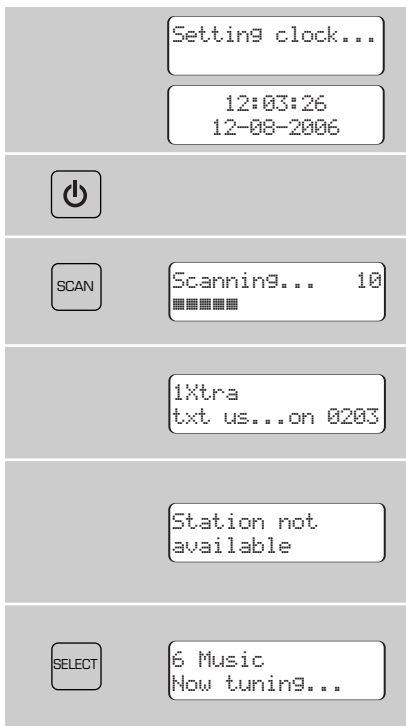 Setting clock...
12:03:26
12-08-2006
SCAN
Scanning... 10
1Xtra
txt us...on 0203
Station not
available
SELECT
6 Music
Now tuning...